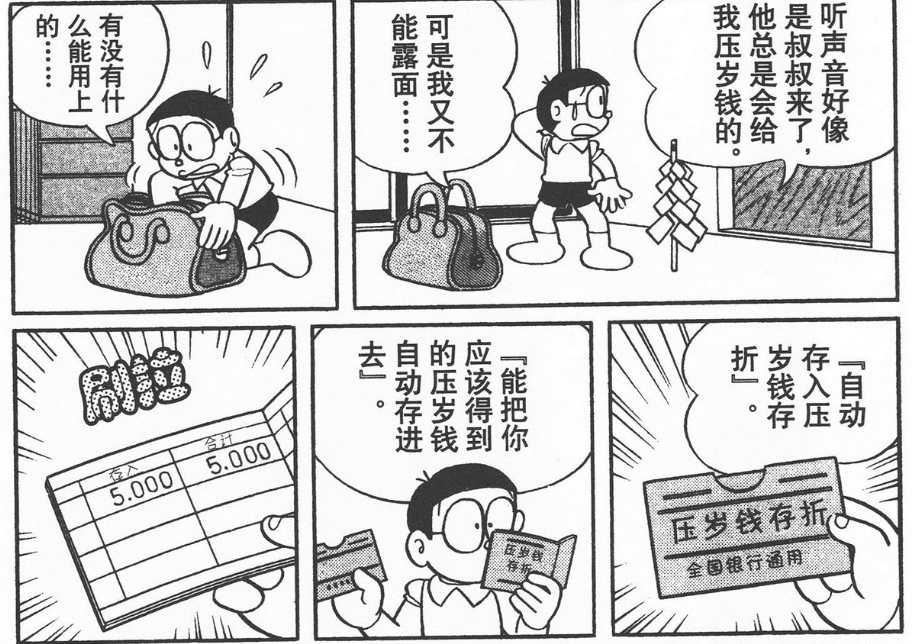 听声音好像
是叔叔来了，
他总是会给
我压岁钱的。
可是我又不
能露面……
有没有什
么能用上
的……
『自动
存入压
岁钱存
折』。
压岁钱存折
全国银行通用
『能把你
应该得到
的压岁钱
自动存进
去』。
压岁钱
存折
刷拉
存入 合计
5.000 5.000